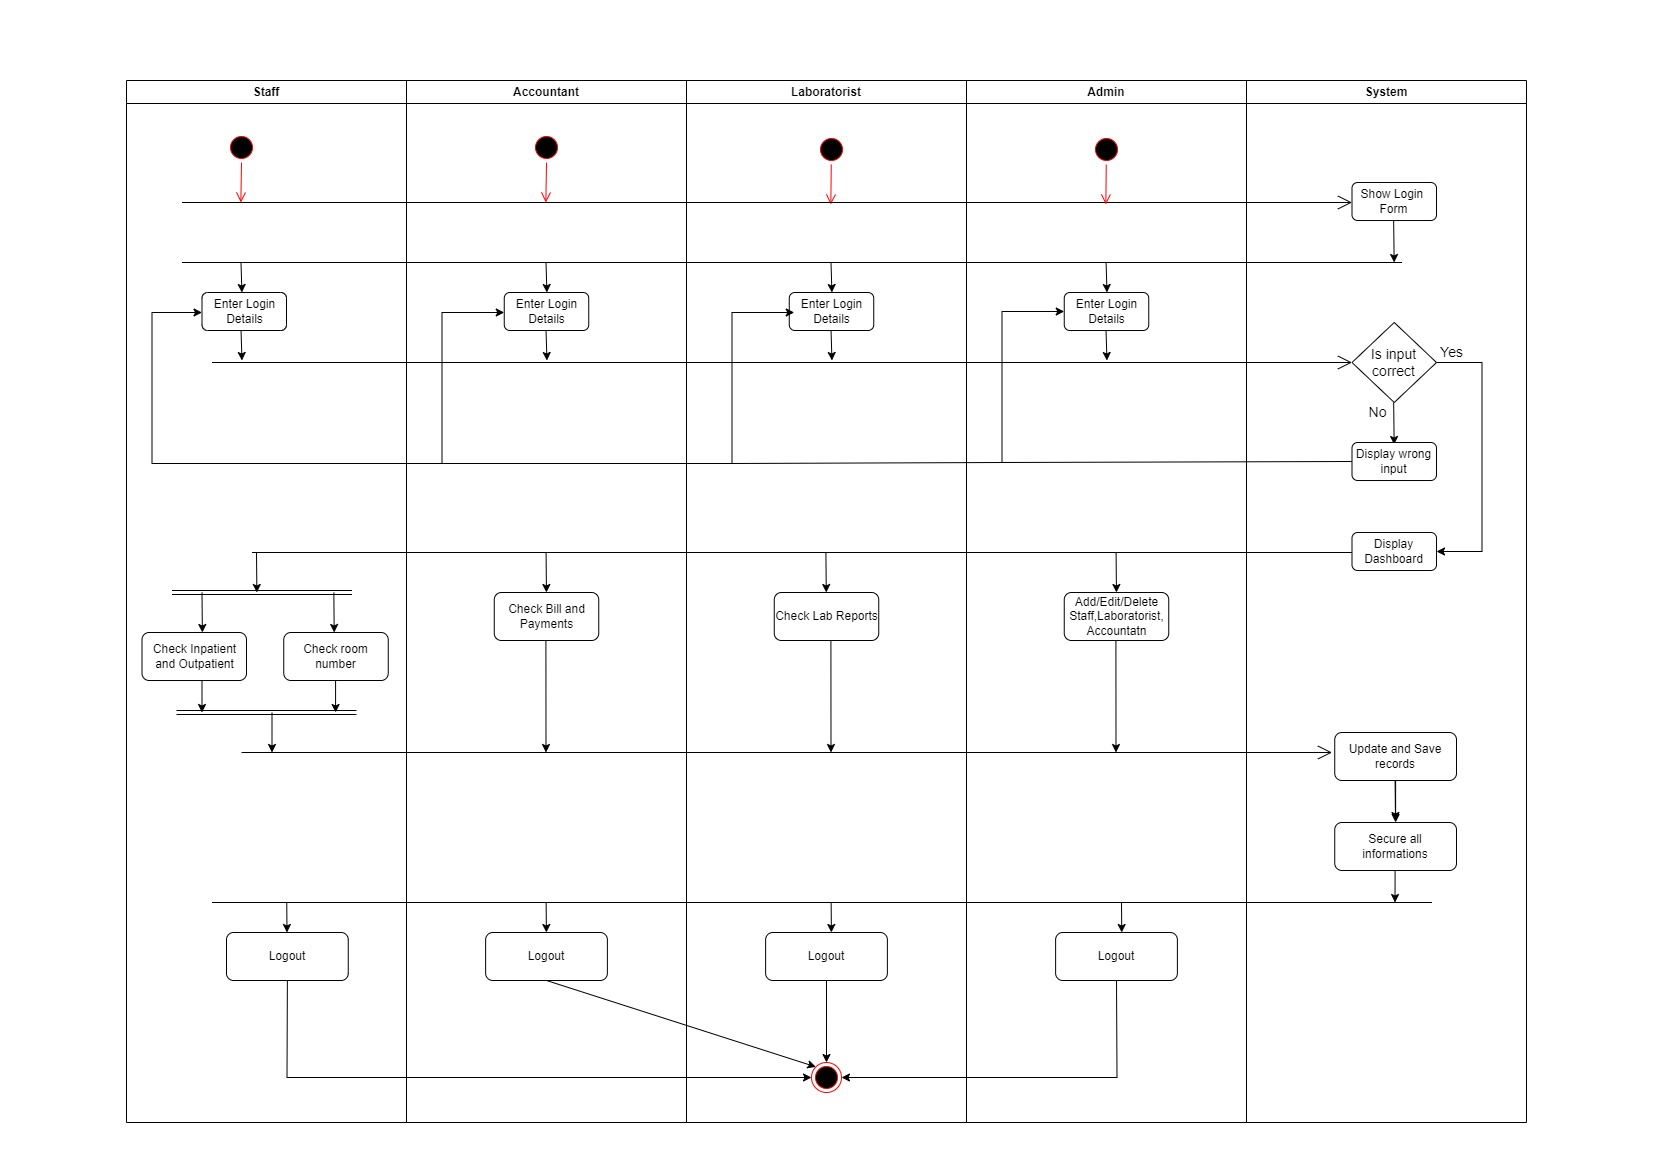 Staff
Accountant
Laboratorist
Admin
System
Show Login
Form
Enter Login
Details
Enter Login
Details
Enter Login
Details
Enter Login
Details
Is input
correct
Yes
No
Display wrong
input
Display
Dashboard
Check Bill and
Payments
Check Lab Reports
Add/Edit/Delete
Staff,Laboratorist,
Accountatn
Check Inpatient
and Outpatient
Check room
number
Update and Save
records
Secure all
informations
Logout
Logout
Logout
Logout